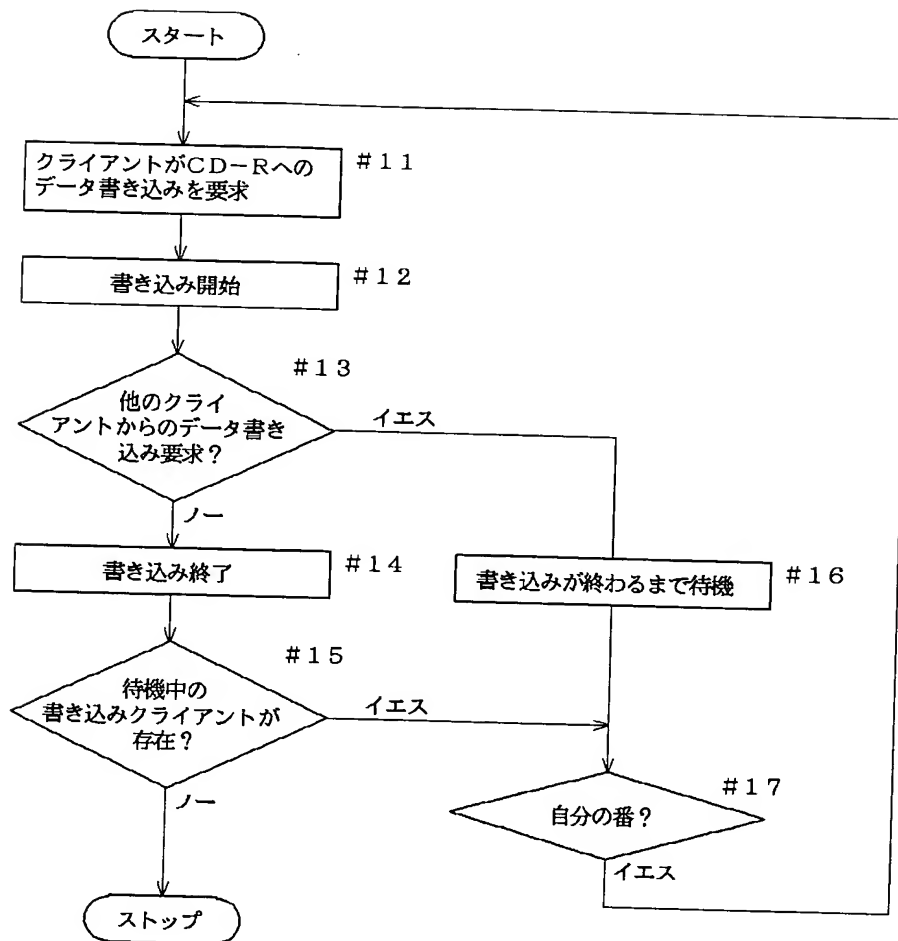 スタート
クライアントがCD－Rへの
データ書き込みを要求
#11
書き込み開始
#12
#13
他のクライ
アントからのデータ書き
込み要求？
イエス
ノー
書き込み終了
#14
書き込みが終わるまで待機
#16
#15
待機中の
書き込みクライアントが
存在？
イエス
ノー
#17
自分の番？
イエス
ストップ